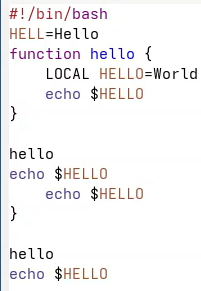 #!/bin/bash
HELL=Hello
function hello {
    LOCAL HELLO=World
    echo $HELLO
}

hello
echo $HELLO
    echo $HELLO
}

hello
echo $HELLO